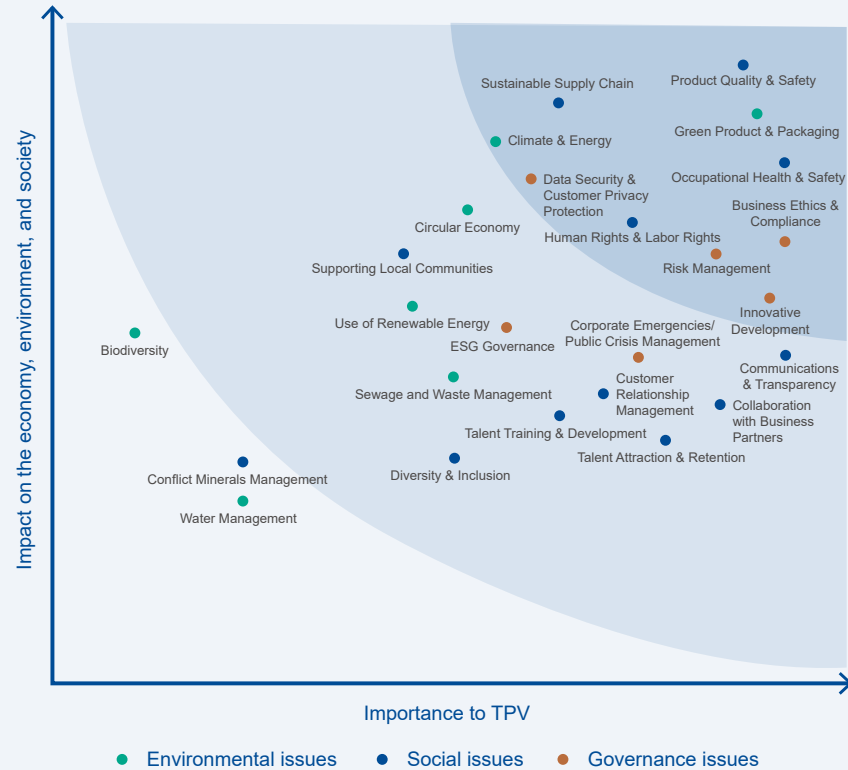 Impact on the economy, environment, and society
Sustainable Supply Chain
Product Quality & Safety
Climate & Energy
Green Product & Packaging
Data Security &
Customer Privacy
Protection
Occupational Health & Safety
Business Ethics &
Compliance
Circular Economy
Human Rights & Labor Rights
Supporting Local Communities
Risk Management
Use of Renewable Energy
ESG Governance
Corporate Emergencies/
Public Crisis Management
Innovative
Development
Biodiversity
Communications
& Transparency
Customer
Relationship
Management
Sewage and Waste Management
Collaboration
with Business
Partners
Talent Training & Development
Talent Attraction & Retention
Diversity & Inclusion
Conflict Minerals Management
Water Management
Importance to TPV
Environmental issues
Social issues
Governance issues